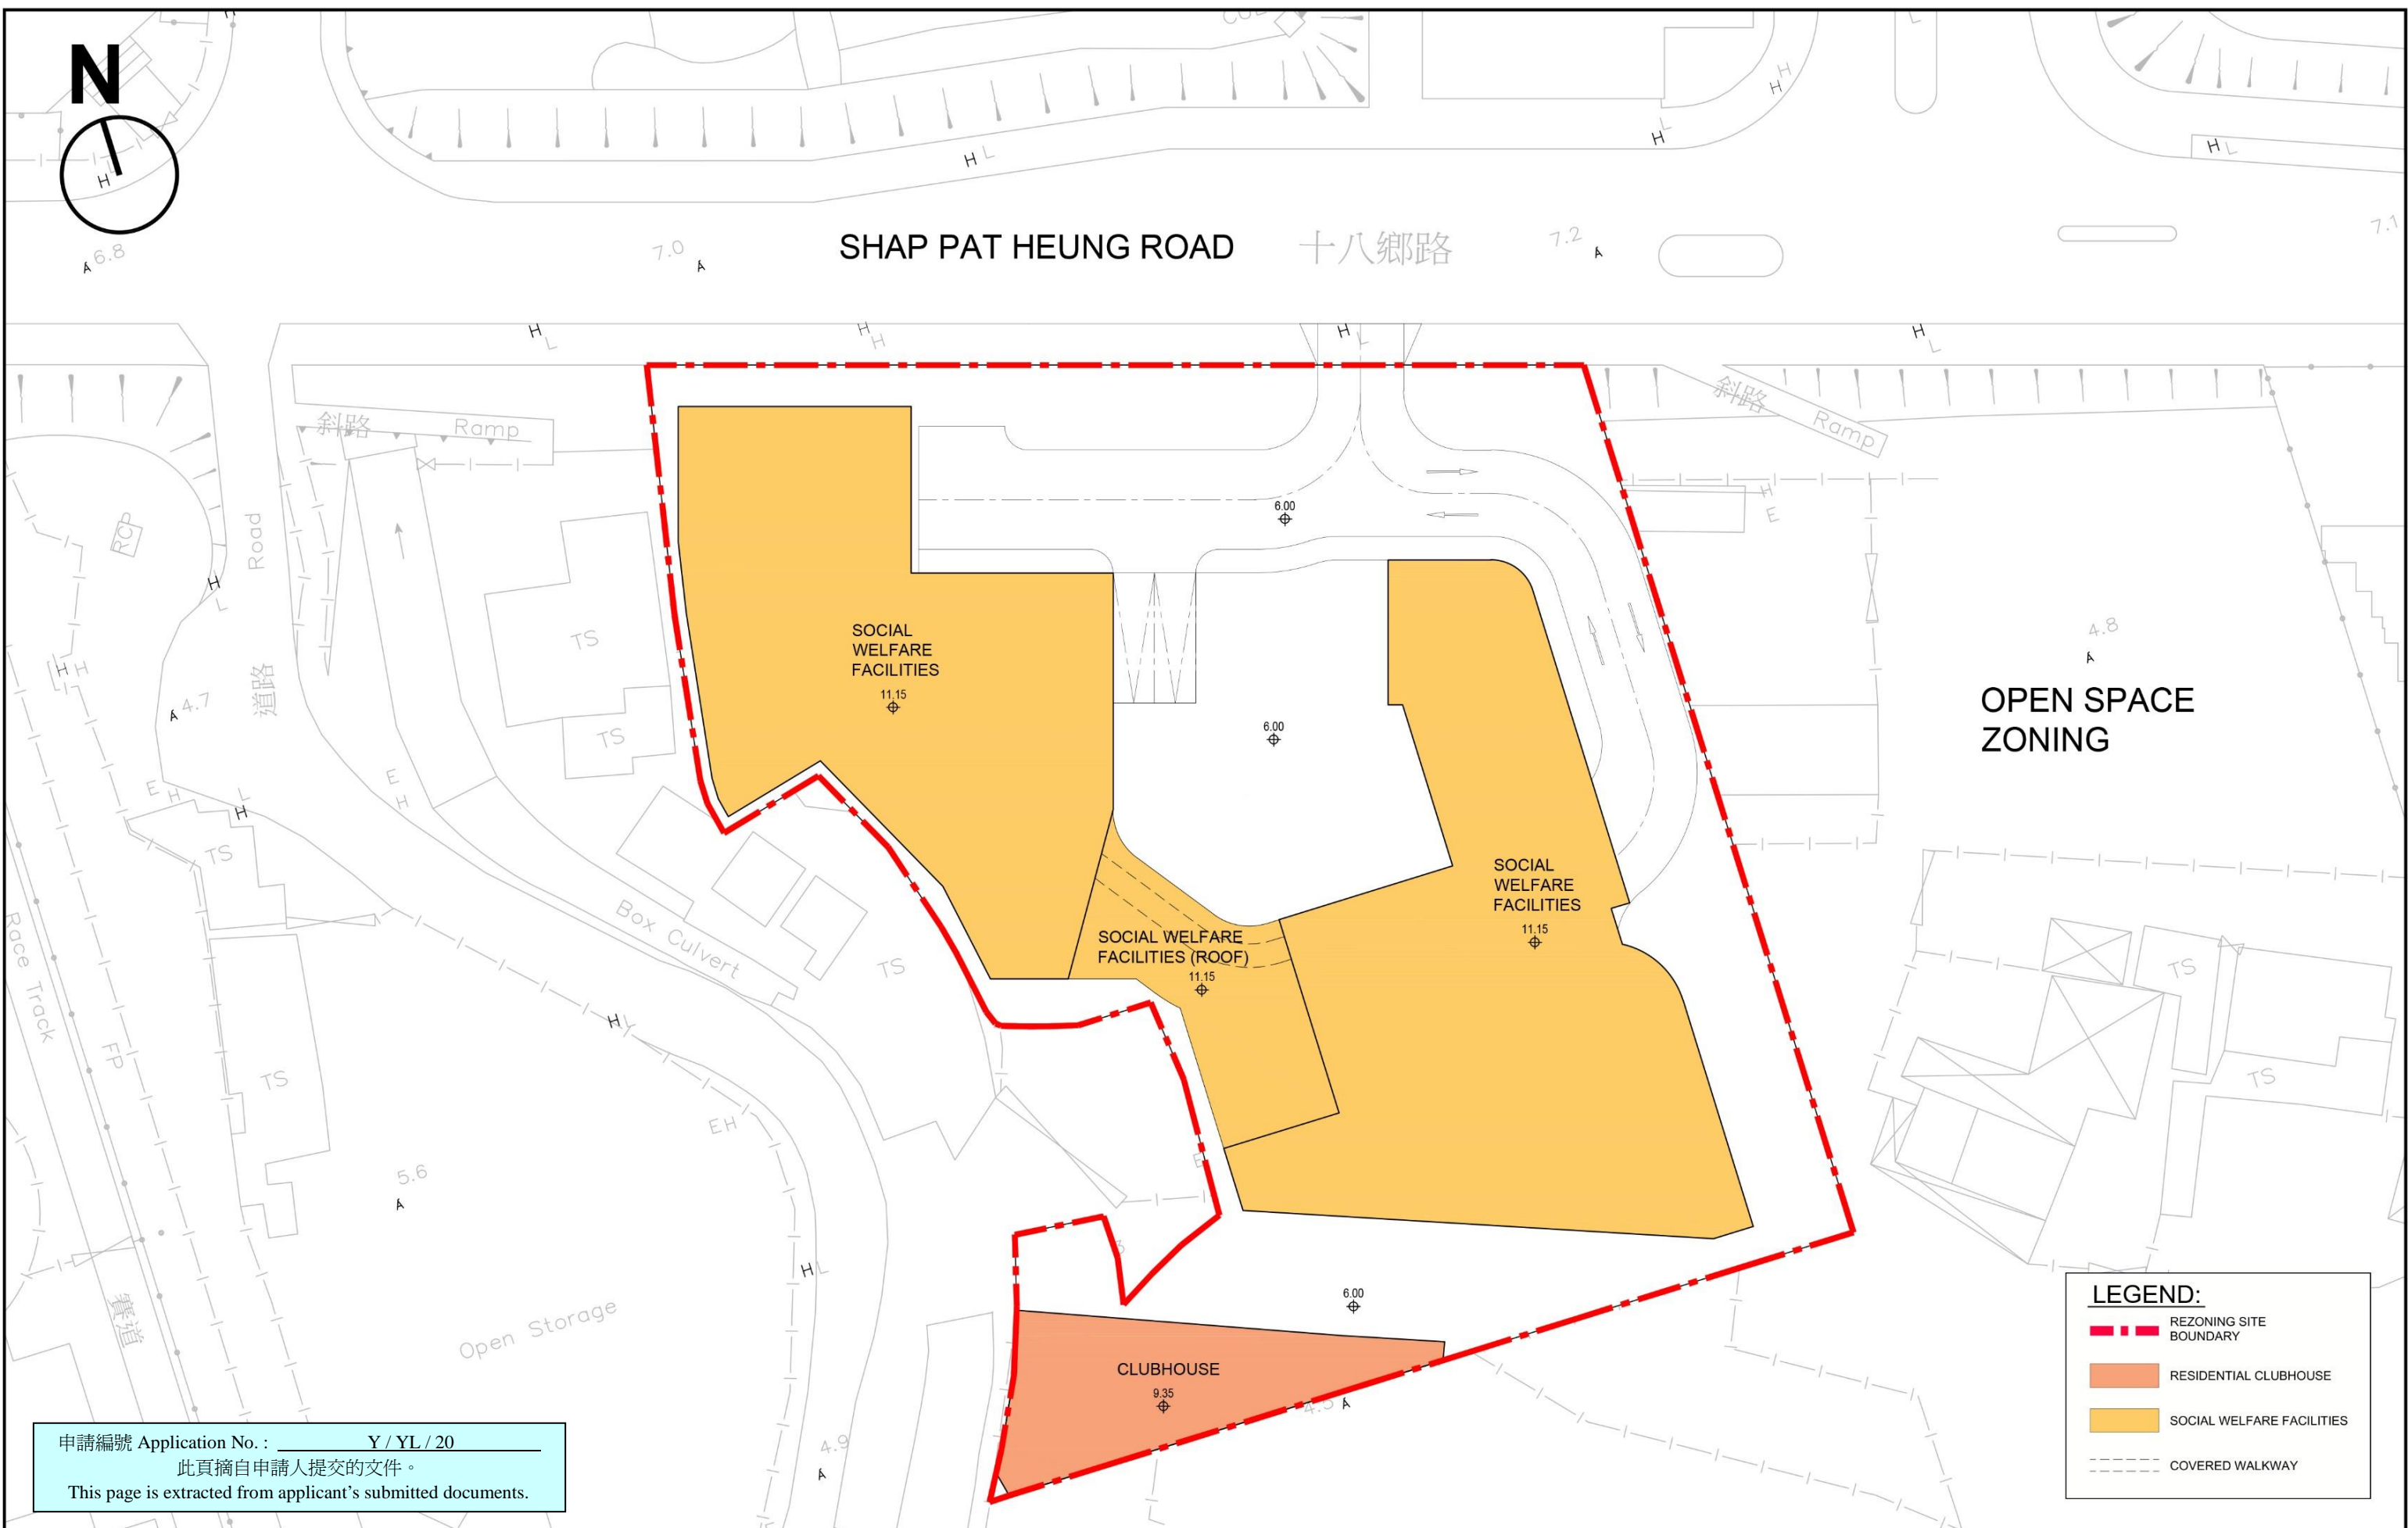 N
6.8
7.0
SHAP PAT HEUNG ROAD 十八鄉路
7.2
7.1
斜路 Ramp
斜路 Ramp
RCP
Road
道路
6.00
TS
TS
SOCIAL
WELFARE
FACILITIES
11.15
6.00
4.8
4.7
OPEN SPACE
ZONING
TS
Box Culvert
TS
SOCIAL
WELFARE
FACILITIES
11.15
SOCIAL WELFARE
FACILITIES (ROOF)
11.15
TS
TS
Race Track
FP
TS
EH
5.6
賽道
Open Storage
6.00
CLUBHOUSE
9.35
4.5
4.9
LEGEND:
REZONING SITE
BOUNDARY
RESIDENTIAL CLUBHOUSE
SOCIAL WELFARE FACILITIES
COVERED WALKWAY
申請編號 Application No. : Y / YL / 20
此頁摘自申請人提交的文件。
This page is extracted from applicant's submitted documents.